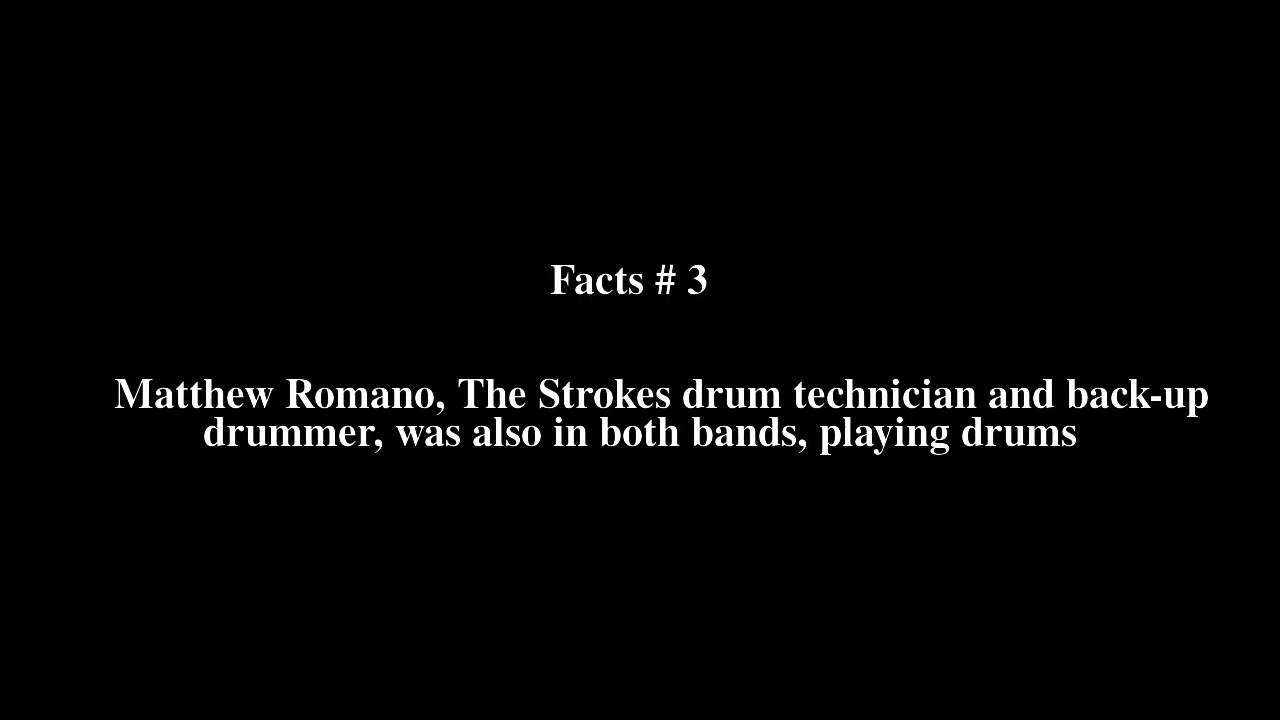 Facts # 3
Matthew Romano, The Strokes drum technician and back-up
drummer, was also in both bands, playing drums